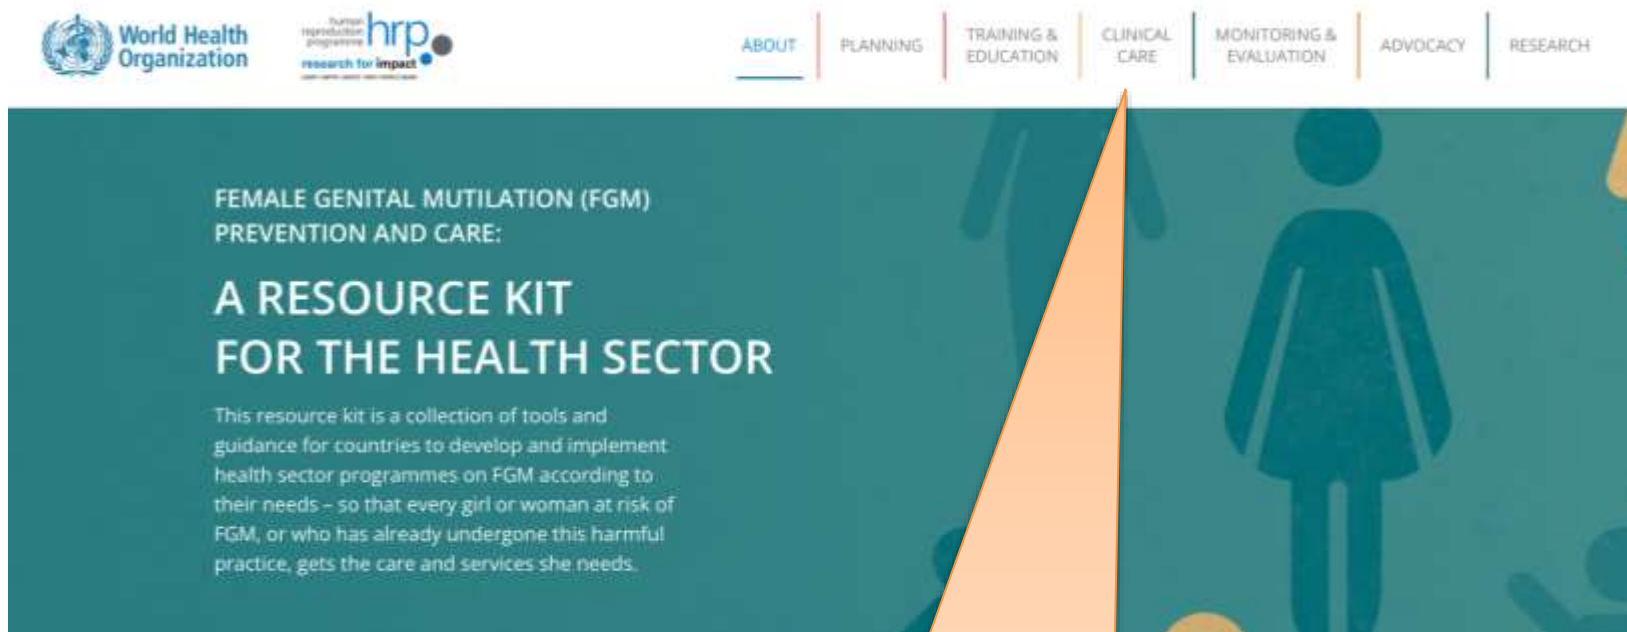 World Health
Organization
human
reproduction
programme
hrp
research for impact
ABOUT
PLANNING
TRAINING &
EDUCATION
CLINICAL
CARE
MONITORING &
EVALUATION
ADVOCACY
RESEARCH
FEMALE GENITAL MUTILATION (FGM)
PREVENTION AND CARE:
A RESOURCE KIT
FOR THE HEALTH SECTOR
This resource kit is a collection of tools and
guidance for countries to develop and implement
health sector programmes on FGM according to
their needs – so that every girl or woman at risk of
FGM, or who has already undergone this harmful
practice, gets the care and services she needs.